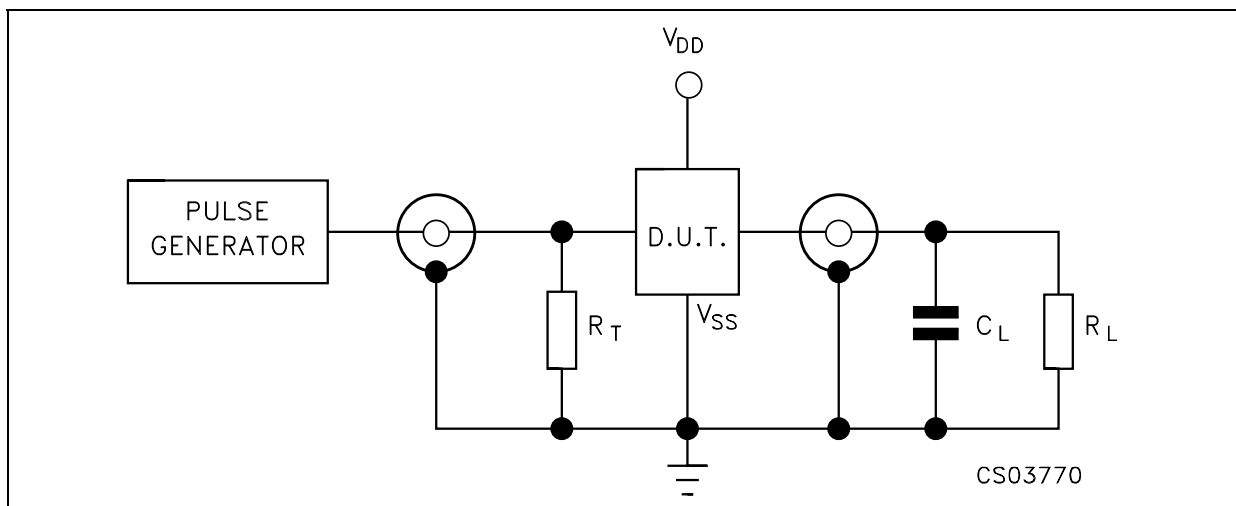 VDD
PULSE
GENERATOR
D.U.T.
VSS
RT
CL
RL
CS03770